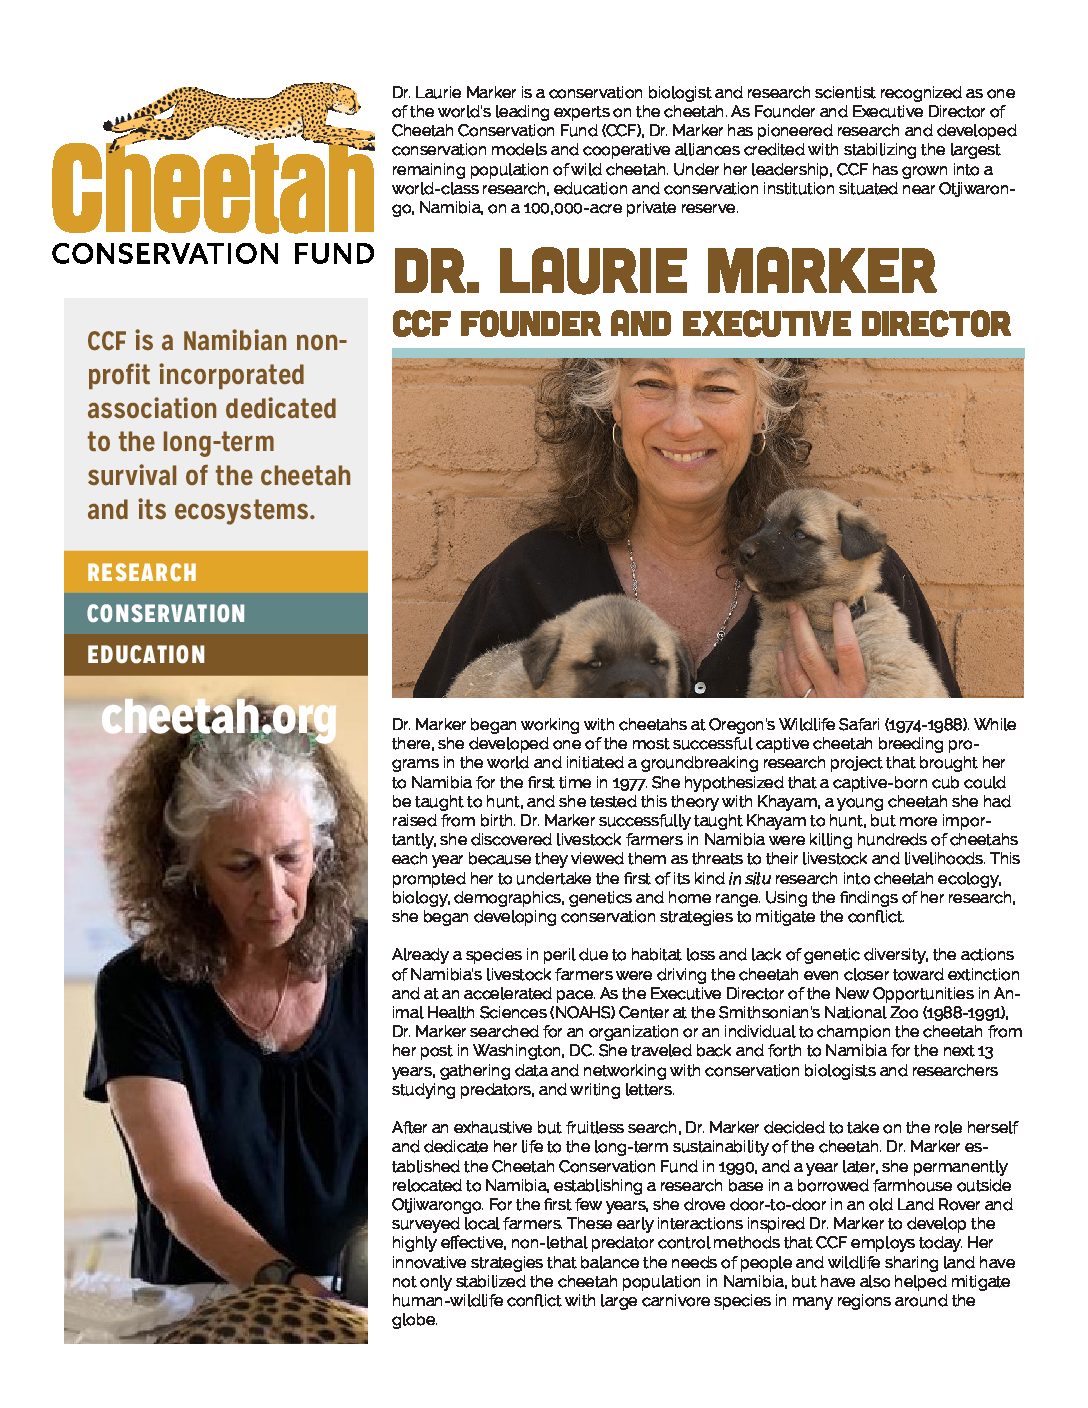 Cheetah
CONSERVATION FUND
CCF is a Namibian non-
profit incorporated
association dedicated
to the long-term
survival of the cheetah
and its ecosystems.
RESEARCH
CONSERVATION
EDUCATION
cheetah.org
Dr. Laurie Marker is a conservation biologist and research scientist recognized as one
of the world's leading experts on the cheetah. As Founder and Executive Director of
Cheetah Conservation Fund (CCF), Dr. Marker has pioneered research and developed
conservation models and cooperative alliances credited with stabilizing the largest
remaining population of wild cheetah. Under her leadership, CCF has grown into a
world-class research, education and conservation institution situated near Otjiwaron-
go, Namibia, on a 100,000-acre private reserve.
DR. LAURIE MARKER
CCF FOUNDER AND EXECUTIVE DIRECTOR
Dr. Marker began working with cheetahs at Oregon's Wildlife Safari (1974-1988). While
there, she developed one of the most successful captive cheetah breeding pro-
grams in the world and initiated a groundbreaking research project that brought her
to Namibia for the first time in 1977. She hypothesized that a captive-born cub could
be taught to hunt, and she tested this theory with Khayam, a young cheetah she had
raised from birth. Dr. Marker successfully taught Khayam to hunt, but more impor-
tantly, she discovered livestock farmers in Namibia were killing hundreds of cheetahs
each year because they viewed them as threats to their livestock and livelihoods. This
prompted her to undertake the first of its kind in situ research into cheetah ecology,
biology, demographics, genetics and home range. Using the findings of her research,
she began developing conservation strategies to mitigate the conflict.
Already a species in peril due to habitat loss and lack of genetic diversity, the actions
of Namibia's livestock farmers were driving the cheetah even closer toward extinction
and at an accelerated pace. As the Executive Director of the New Opportunities in An-
imal Health Sciences (NOAHS) Center at the Smithsonian's National Zoo (1988-1991),
Dr. Marker searched for an organization or an individual to champion the cheetah from
her post in Washington, DC. She traveled back and forth to Namibia for the next 13
years, gathering data and networking with conservation biologists and researchers
studying predators, and writing letters.
After an exhaustive but fruitless search, Dr. Marker decided to take on the role herself
and dedicate her life to the long-term sustainability of the cheetah. Dr. Marker es-
tablished the Cheetah Conservation Fund in 1990, and a year later, she permanently
relocated to Namibia, establishing a research base in a borrowed farmhouse outside
Otjiwarongo. For the first few years, she drove door-to-door in an old Land Rover and
surveyed local farmers. These early interactions inspired Dr. Marker to develop the
highly effective, non-lethal predator control methods that CCF employs today. Her
innovative strategies that balance the needs of people and wildlife sharing land have
not only stabilized the cheetah population in Namibia, but have also helped mitigate
human-wildlife conflict with large carnivore species in many regions around the
globe.